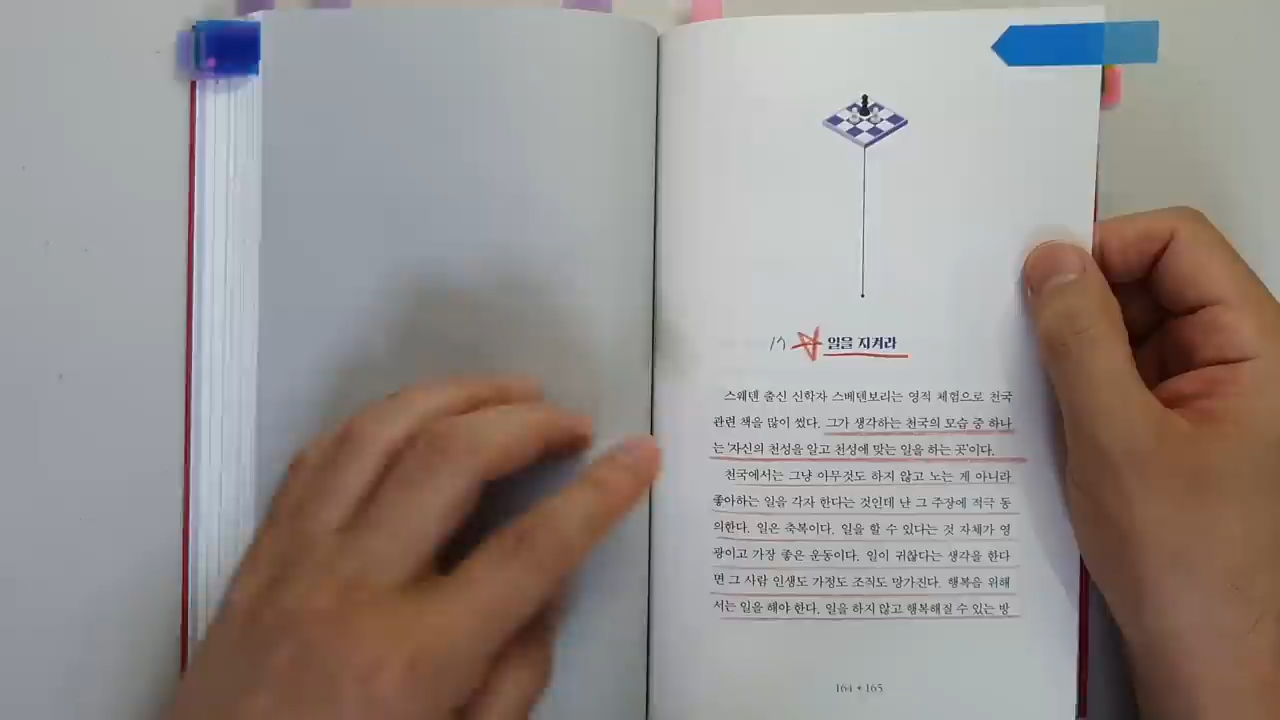 17 일을 지켜라
스웨덴 출신 신학자 스베덴보리는 영적 체험으로 천국
관련 책을 많이 썼다. 그가 생각하는 천국의 모습 중 하나
는 '자신의 천성을 알고 천성에 맞는 일을 하는 곳'이다.
천국에서는 그냥 아무것도 하지 않고 노는 게 아니라
좋아하는 일을 각자 한다는 것인데 난 그 주장에 적극 동
의한다. 일은 축복이다. 일을 할 수 있다는 것 자체가 영
광이고 가장 좋은 운동이다. 일이 귀찮다는 생각을 한다
면 그 사람 인생도 가정도 조직도 망가진다. 행복을 위해
서는 일을 해야 한다. 일을 하지 않고 행복해질 수 있는 방
164 + 165